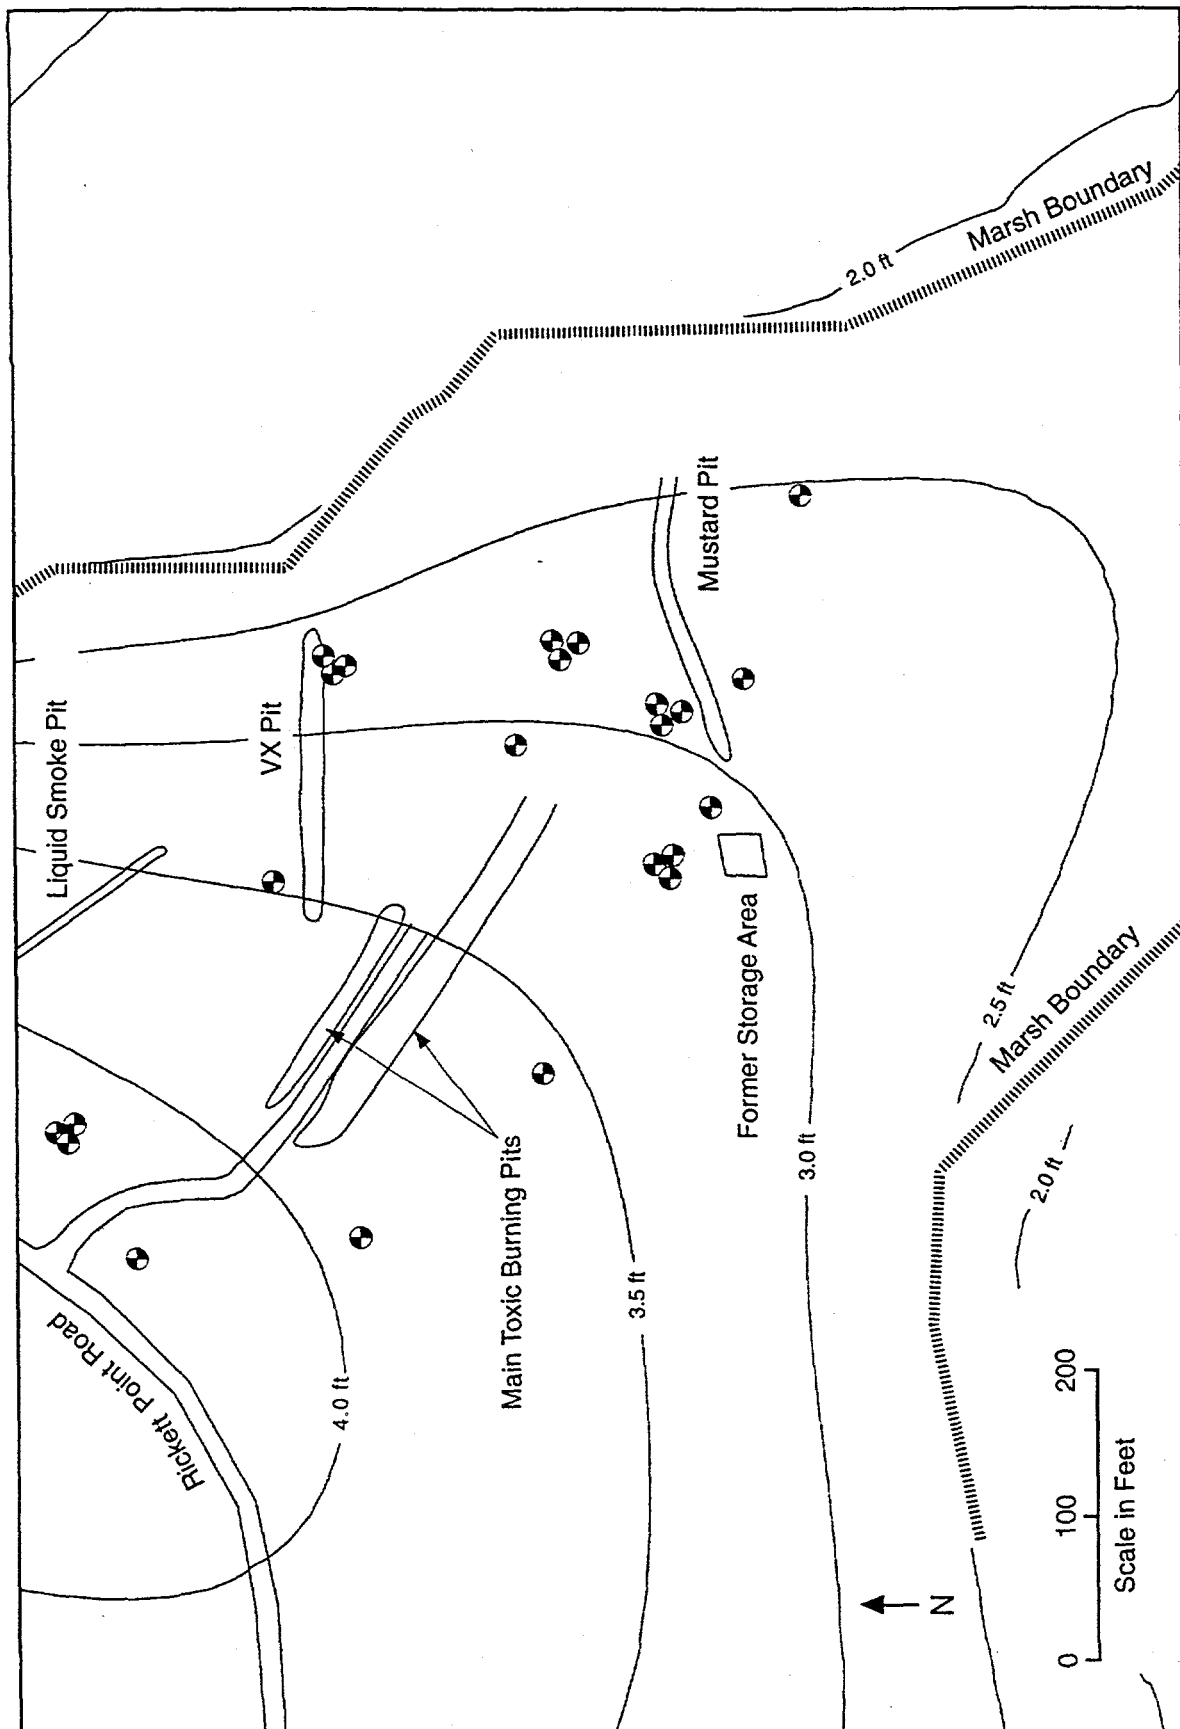 Liquid Smoke Pit
VX Pit
Mustard Pit
2.0 ft
Marsh Boundary
Rickett Point Road
4.0 ft
Main Toxic Burning Pits
3.5 ft
Former Storage Area
3.0 ft
2.5 ft
Marsh Boundary
2.0 ft
N
0 100 200
Scale in Feet